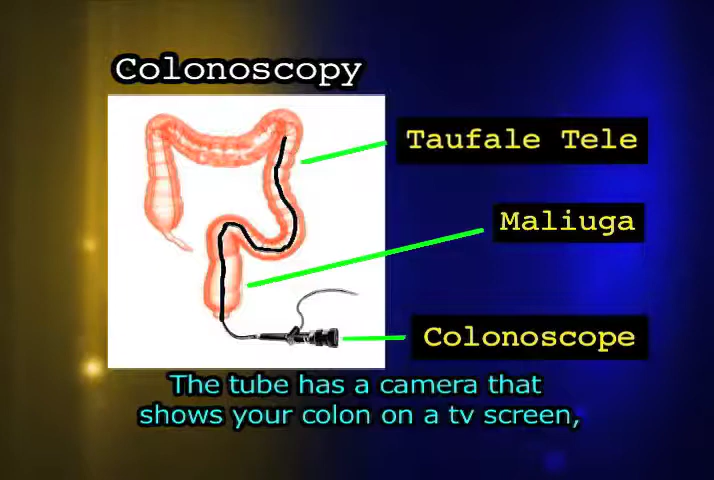 Colonoscopy
Taufale Tele
Maliuga
Colonoscope
The tube has a camera that
shows your colon on a tv screen,